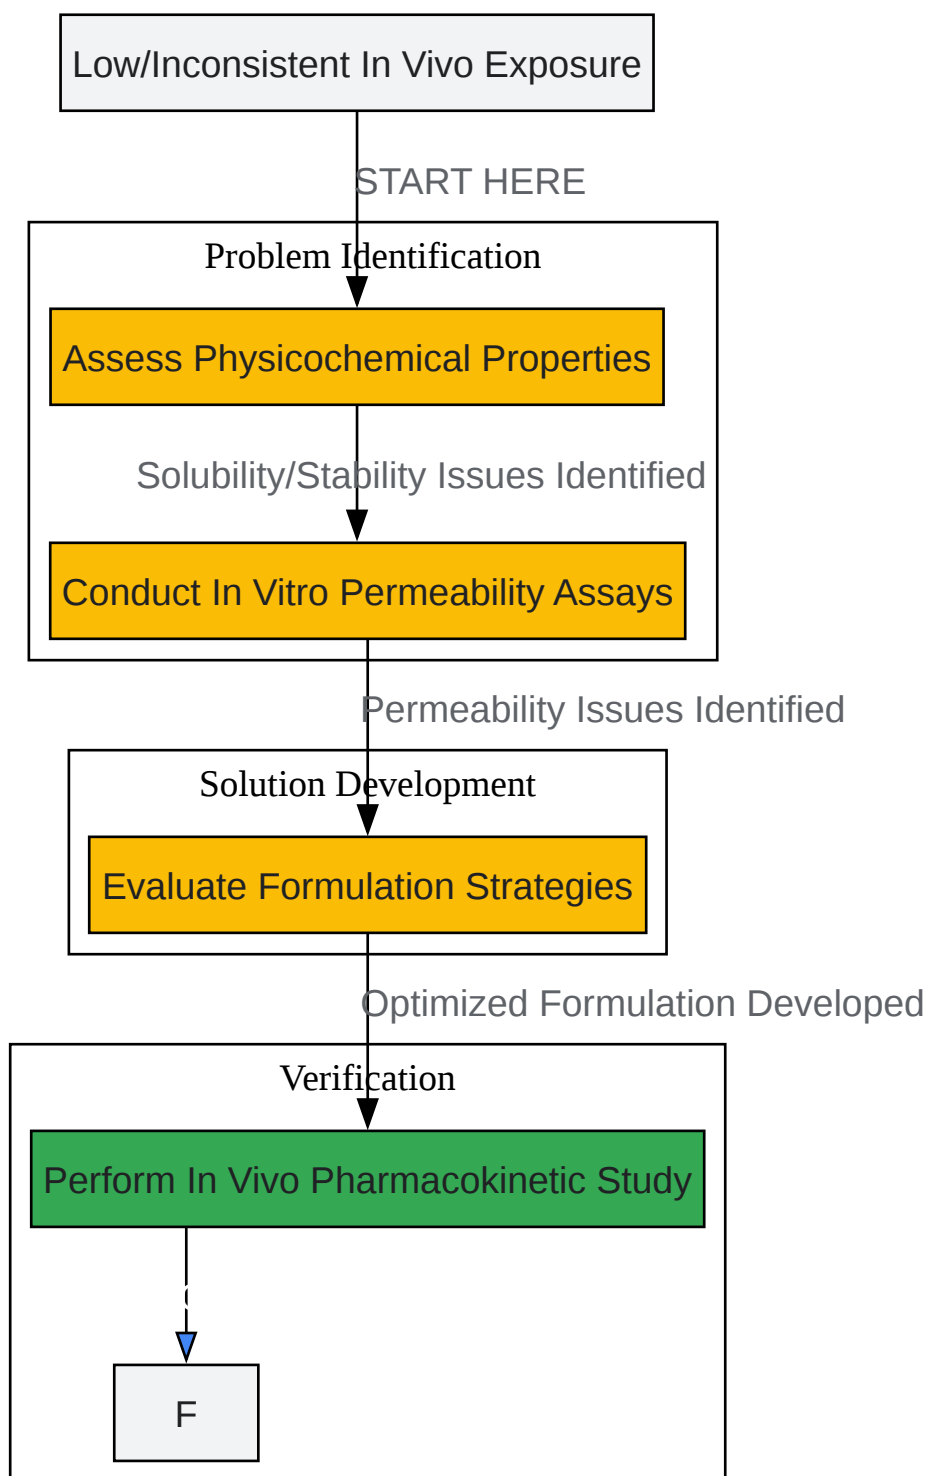 Low/Inconsistent In Vivo Exposure
START HERE
Problem Identification
Assess Physicochemical Properties
Solubility/Stability Issues Identified
Conduct In Vitro Permeability Assays
Permeability Issues Identified
Solution Development
Evaluate Formulation Strategies
Optimized Formulation Developed
Verification
Perform In Vivo Pharmacokinetic Study
F